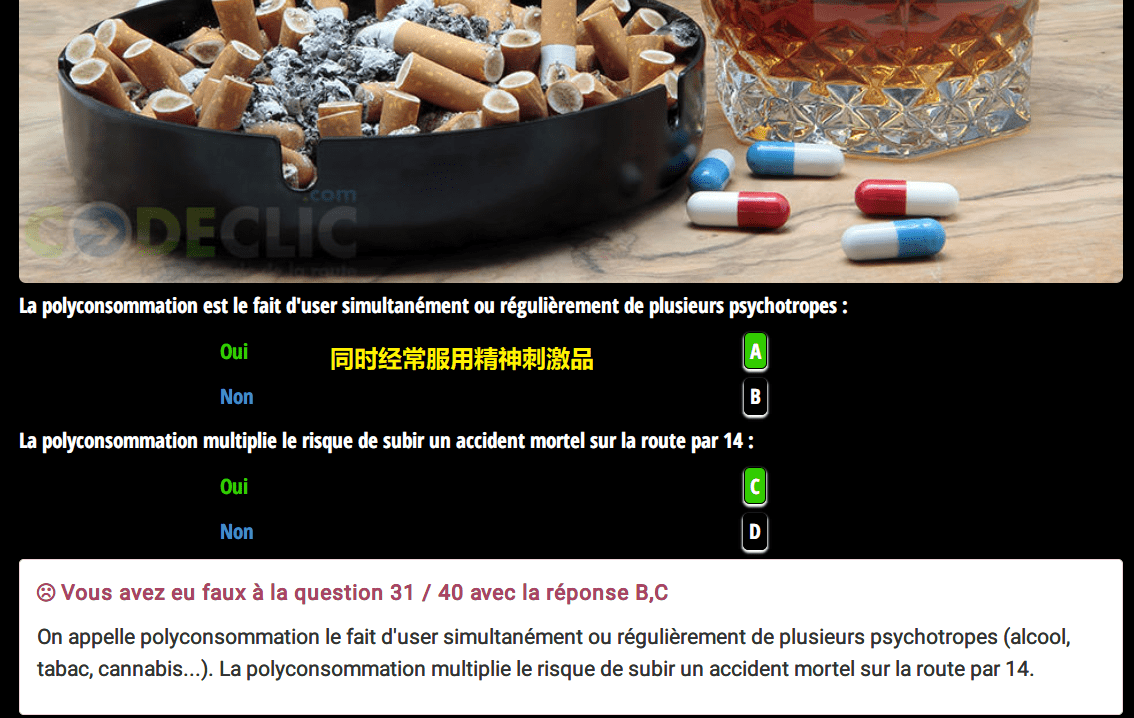 .com
CODECLIC
de la route
La polyconsommation est le fait d'user simultanément ou régulièrement de plusieurs psychotropes :
Oui 同时经常服用精神刺激品 A
Non B
La polyconsommation multiplie le risque de subir un accident mortel sur la route par 14 :
Oui C
Non D
Vous avez eu faux à la question 31 / 40 avec la réponse B,C
On appelle polyconsommation le fait d'user simultanément ou régulièrement de plusieurs psychotropes (alcool,
tabac, cannabis...). La polyconsommation multiplie le risque de subir un accident mortel sur la route par 14.